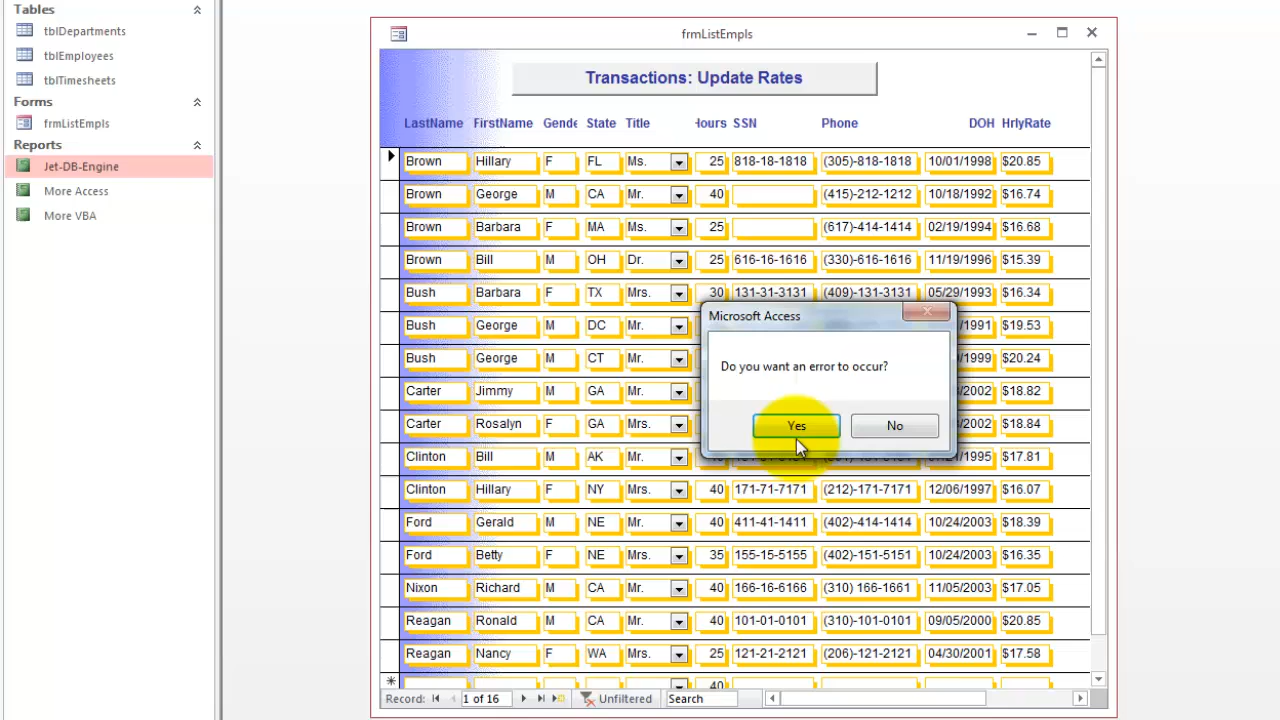 Tables
tblDepartments
tblEmployees
tblTimesheets
Forms
frmListEmpls
Reports
Jet-DB-Engine
More Access
More VBA
frmListEmpls
Transactions: Update Rates
LastName FirstName Gende State Title Hours SSN Phone DOH HrlyRate
Brown Hillary F FL Ms. 25 818-18-1818 (305)-818-1818 10/01/1998 $20.85
Brown George M CA Mr. 40 (415)-212-1212 10/18/1992 $16.74
Brown Barbara F MA Ms. 25 (617)-414-1414 02/19/1994 $16.68
Brown Bill M OH Dr. 25 616-16-1616 (330)-616-1616 11/19/1996 $15.39
Bush Barbara F TX Mrs. 30 131-31-3131 (409)-131-3131 05/29/1993 $16.34
Bush George M DC Mr. /1991 $19.53
Bush George M CT Mr. /1999 $20.24
Carter Jimmy M GA Mr. /2002 $18.82
Carter Rosalyn F GA Mrs. /2002 $18.84
Clinton Bill M AK Mr. /1995 $17.81
Clinton Hillary F NY Mrs. 40 171-71-7171 (212)-171-7171 12/06/1997 $16.07
Ford Gerald M NE Mr. 40 411-41-1411 (402)-414-1414 10/24/2003 $18.39
Ford Betty F NE Mrs. 35 155-15-5155 (402)-151-5151 10/24/2003 $16.35
Nixon Richard M CA Mr. 40 166-16-6166 (310) 166-1661 11/05/2003 $17.05
Reagan Ronald M CA Mr. 40 101-01-0101 (310)-101-0101 09/05/2000 $20.85
Reagan Nancy F WA Mrs. 25 121-21-2121 (206)-121-2121 04/30/2001 $17.58
40
Record: 1 of 16 Unfiltered Search
Microsoft Access
Do you want an error to occur?
Yes No